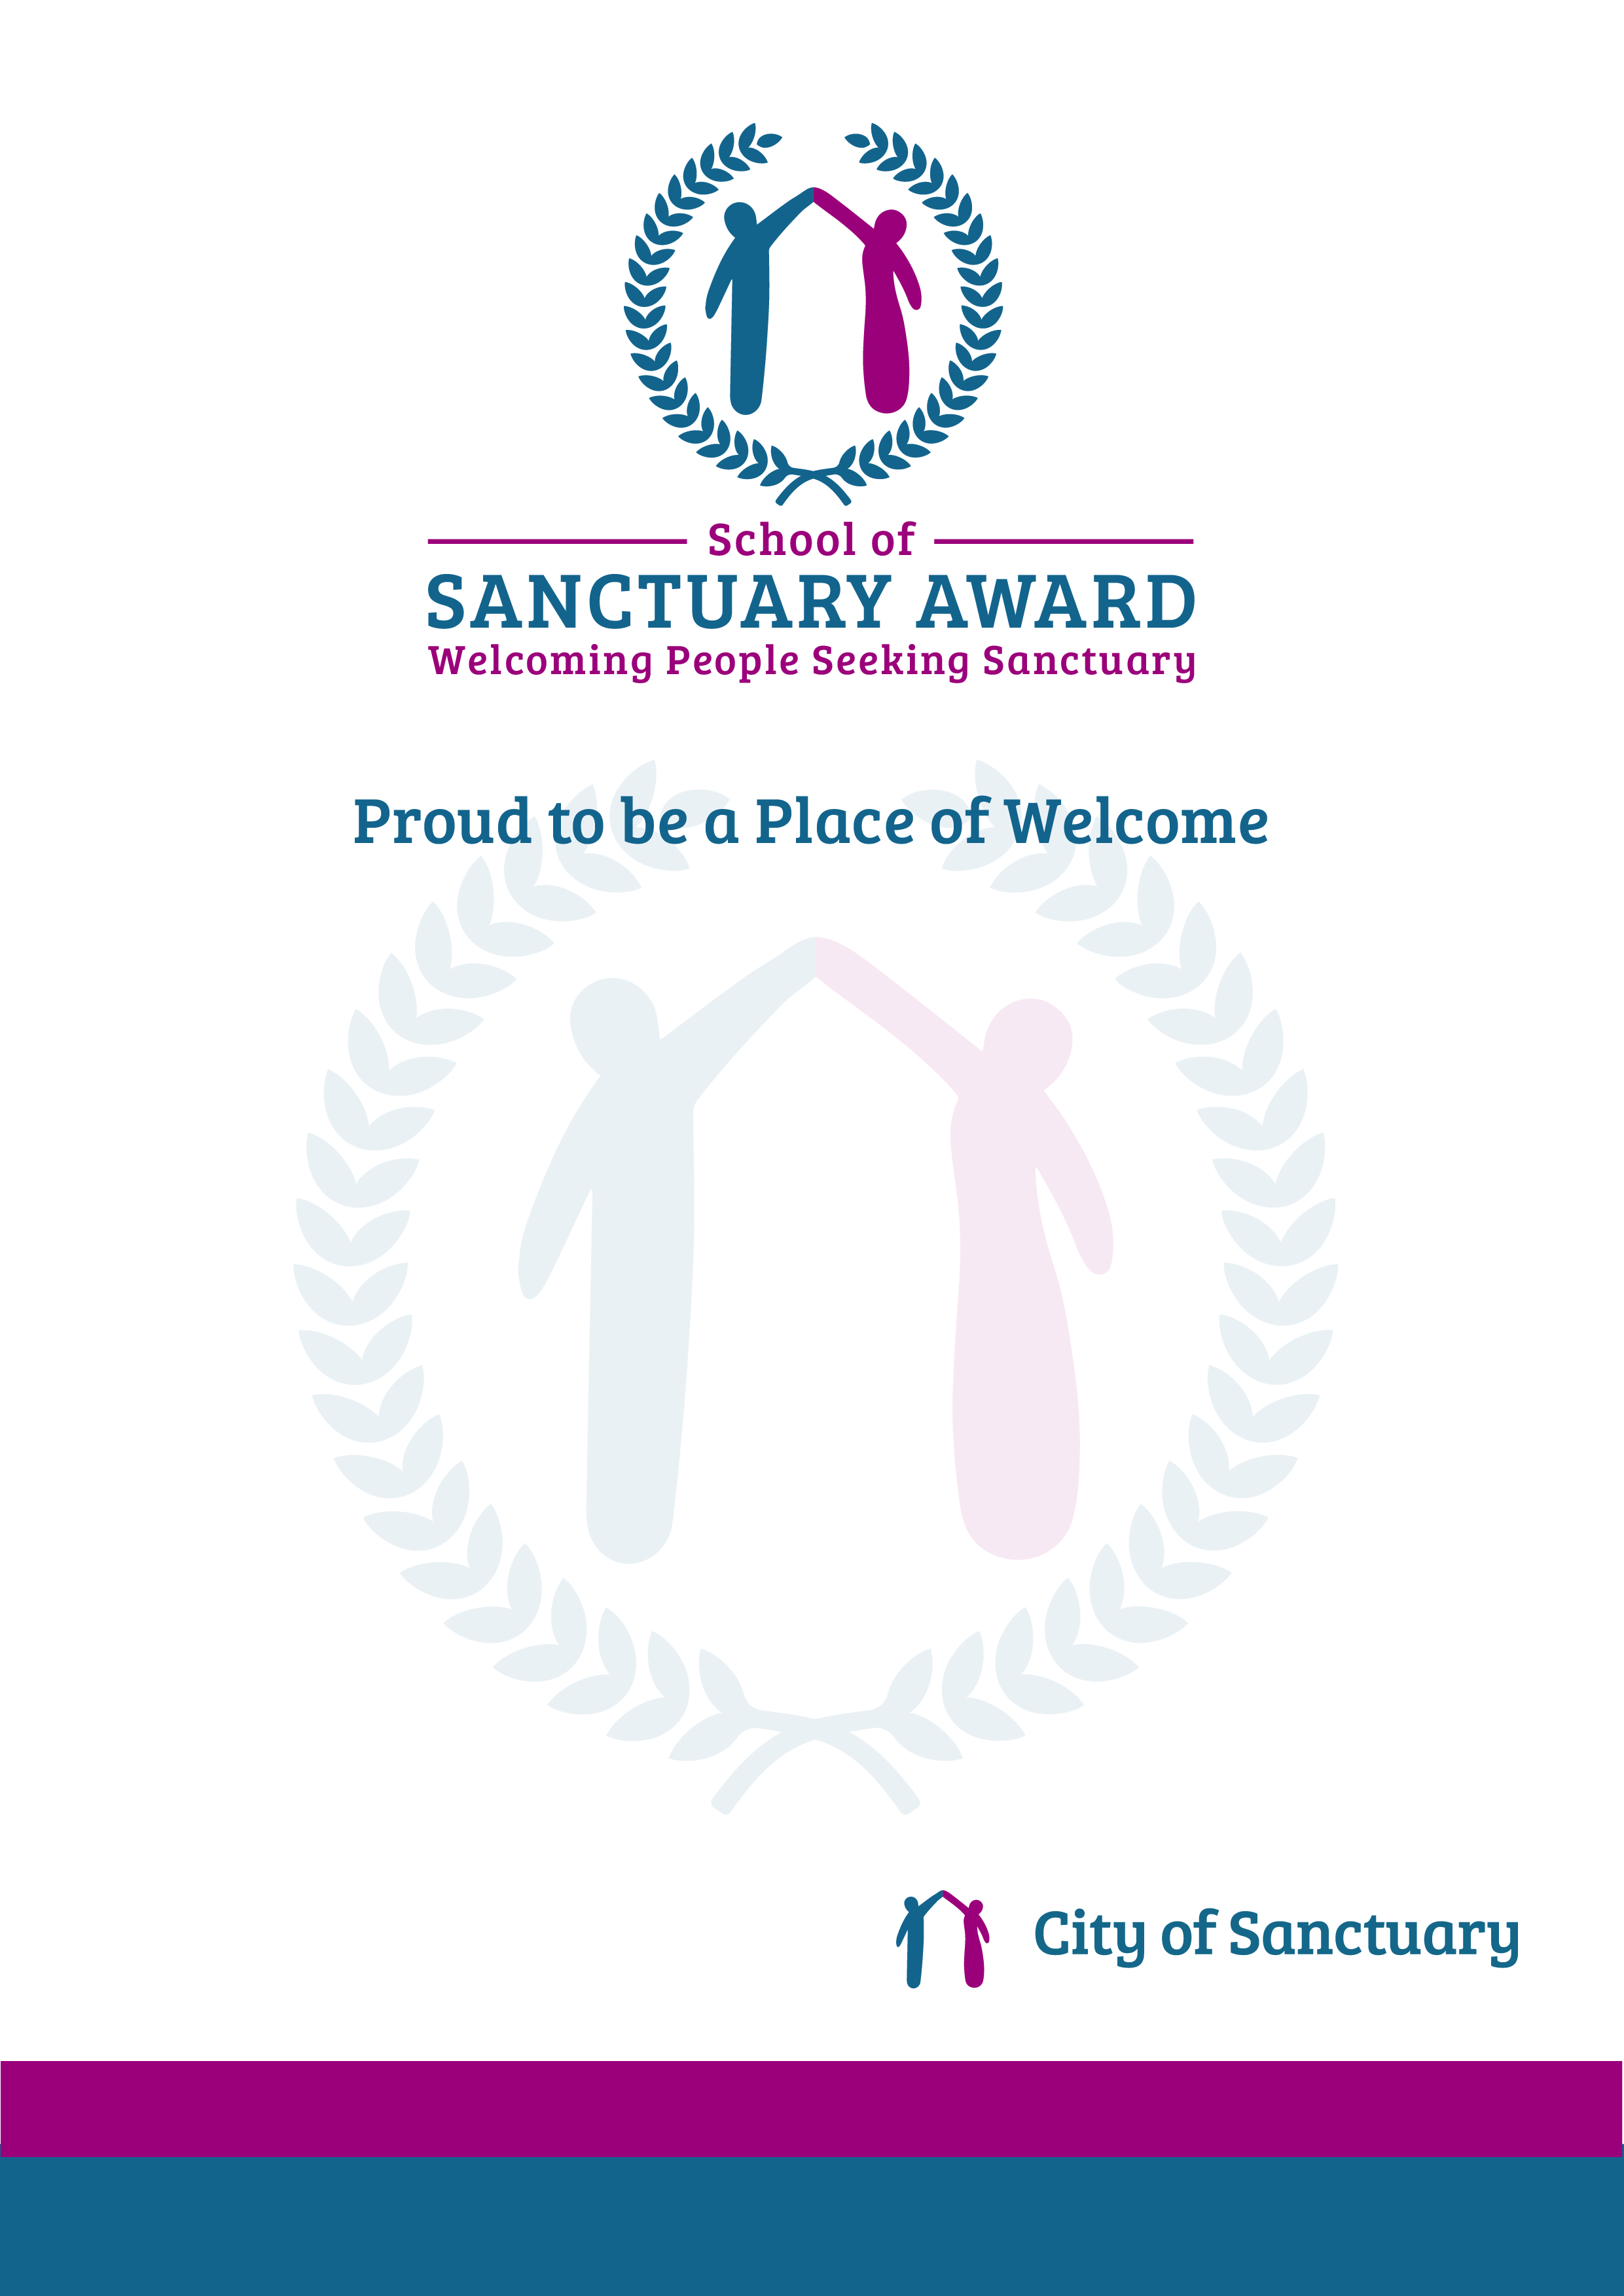 School of
SANCTUARY AWARD
Welcoming People Seeking Sanctuary
Proud to be a Place of Welcome
City of Sanctuary